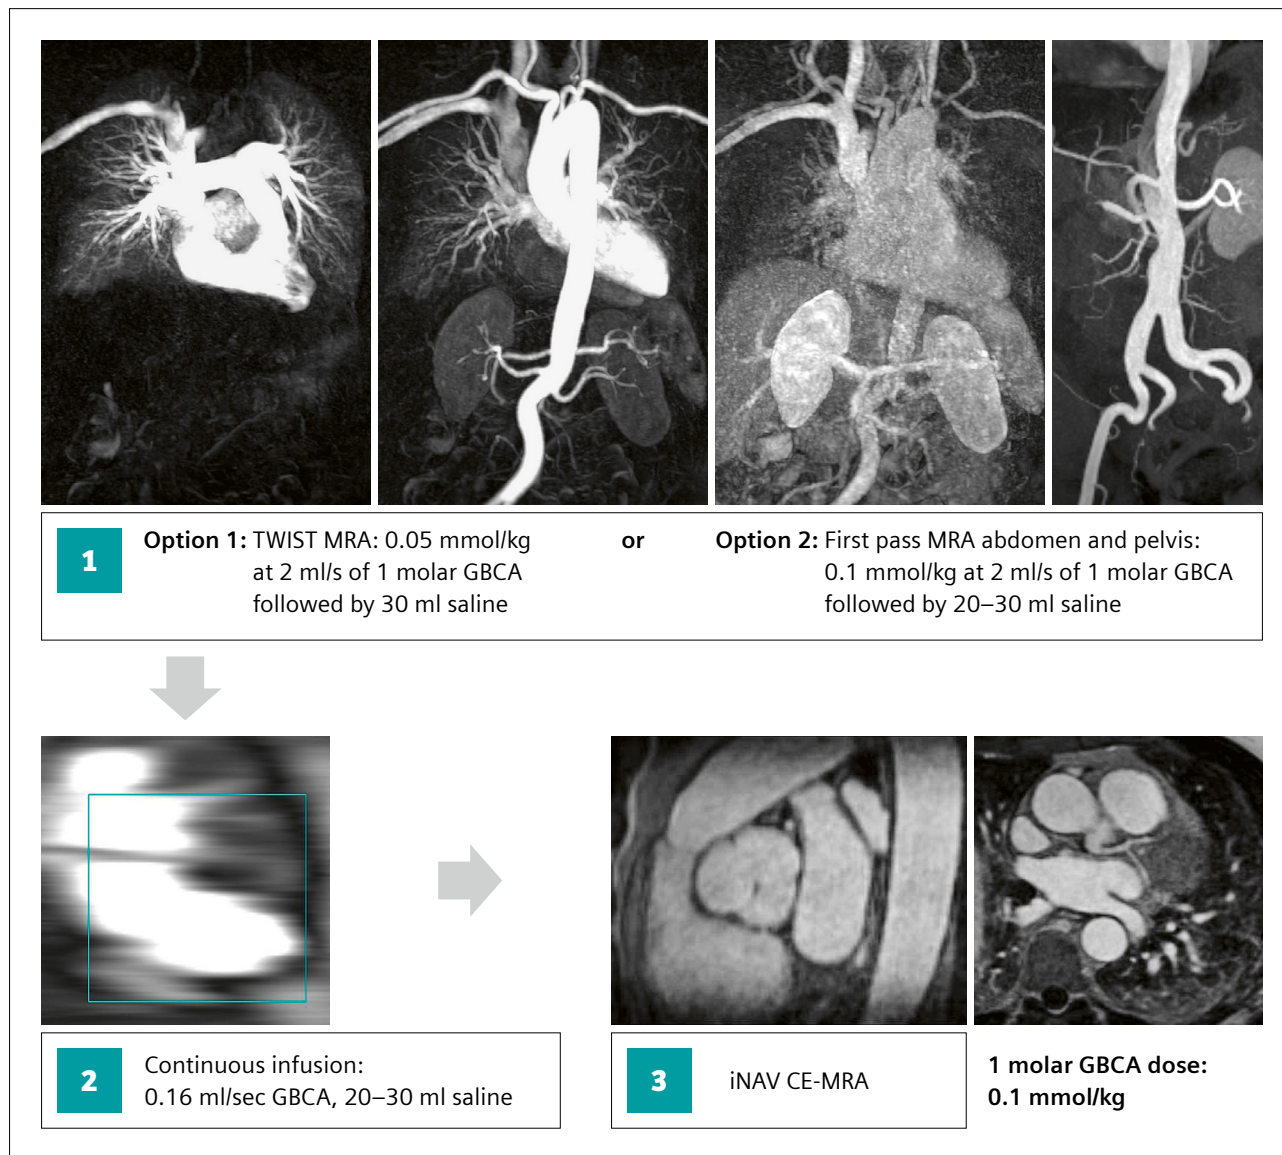 1
Option 1: TWIST MRA: 0.05 mmol/kg
at 2 ml/s of 1 molar GBCA
followed by 30 ml saline
or
Option 2: First pass MRA abdomen and pelvis:
0.1 mmol/kg at 2 ml/s of 1 molar GBCA
followed by 20–30 ml saline
2
Continuous infusion:
0.16 ml/sec GBCA, 20–30 ml saline
3
iNAV CE-MRA
1 molar GBCA dose:
0.1 mmol/kg